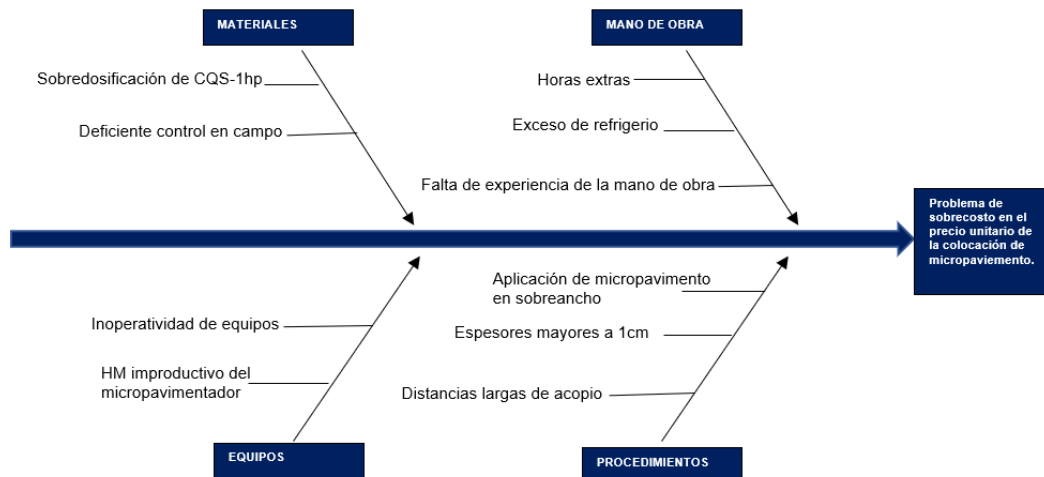 MATERIALES
MANO DE OBRA
Sobredosificación de CQS-1hp
Deficiente control en campo
Horas extras
Exceso de refrigerio
Falta de experiencia de la mano de obra
Problema de
sobrecosto en el
precio unitario de
la colocación de
micropaviemento.
Inoperatividad de equipos
HM improductivo del
micropavimentador
Aplicación de micropavimento
en sobreancho
Espesores mayores a 1cm
Distancias largas de acopio
EQUIPOS
PROCEDIMIENTOS